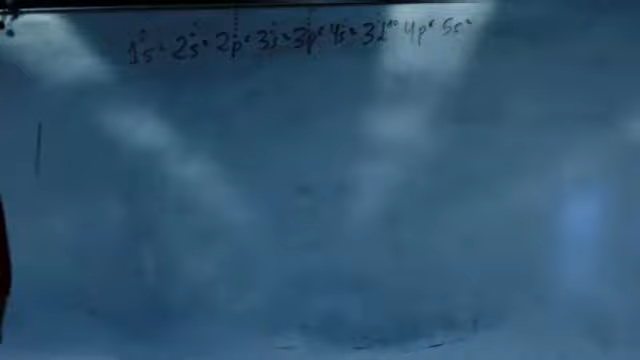 1s² 2s² 2p⁶ 3s² 3p⁶ 4s² 3d¹⁰ 4p⁶ 5s²